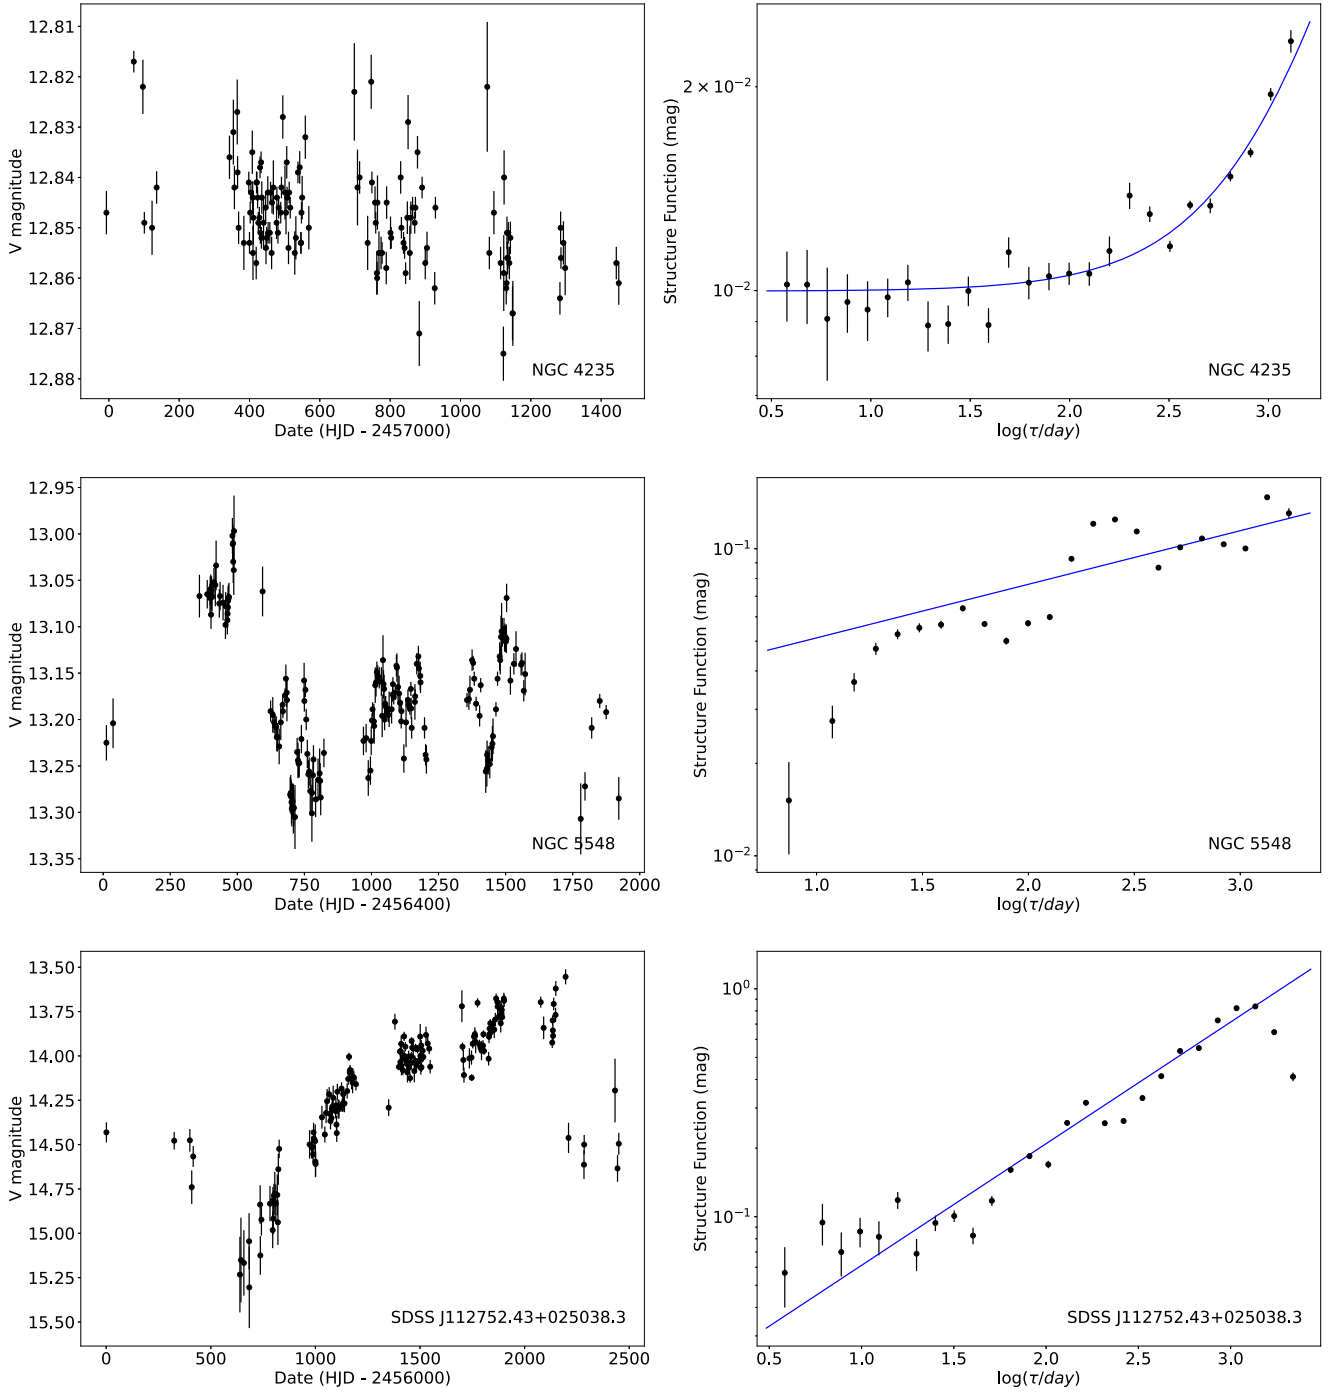 12.81
12.82
12.83
12.84
12.85
12.86
12.87
12.88
V magnitude
0 200 400 600 800 1000 1200 1400
Date (HJD - 2457000)
NGC 4235
2 × 10⁻²
10⁻²
Structure Function (mag)
0.5 1.0 1.5 2.0 2.5 3.0
log(τ/day)
NGC 4235
12.95
13.00
13.05
13.10
13.15
13.20
13.25
13.30
13.35
V magnitude
0 250 500 750 1000 1250 1500 1750 2000
Date (HJD - 2456400)
NGC 5548
10⁻¹
10⁻²
Structure Function (mag)
1.0 1.5 2.0 2.5 3.0
log(τ/day)
NGC 5548
13.50
13.75
14.00
14.25
14.50
14.75
15.00
15.25
15.50
V magnitude
0 500 1000 1500 2000 2500
Date (HJD - 2456000)
SDSS J112752.43+025038.3
10⁰
10⁻¹
Structure Function (mag)
0.5 1.0 1.5 2.0 2.5 3.0
log(τ/day)
SDSS J112752.43+025038.3